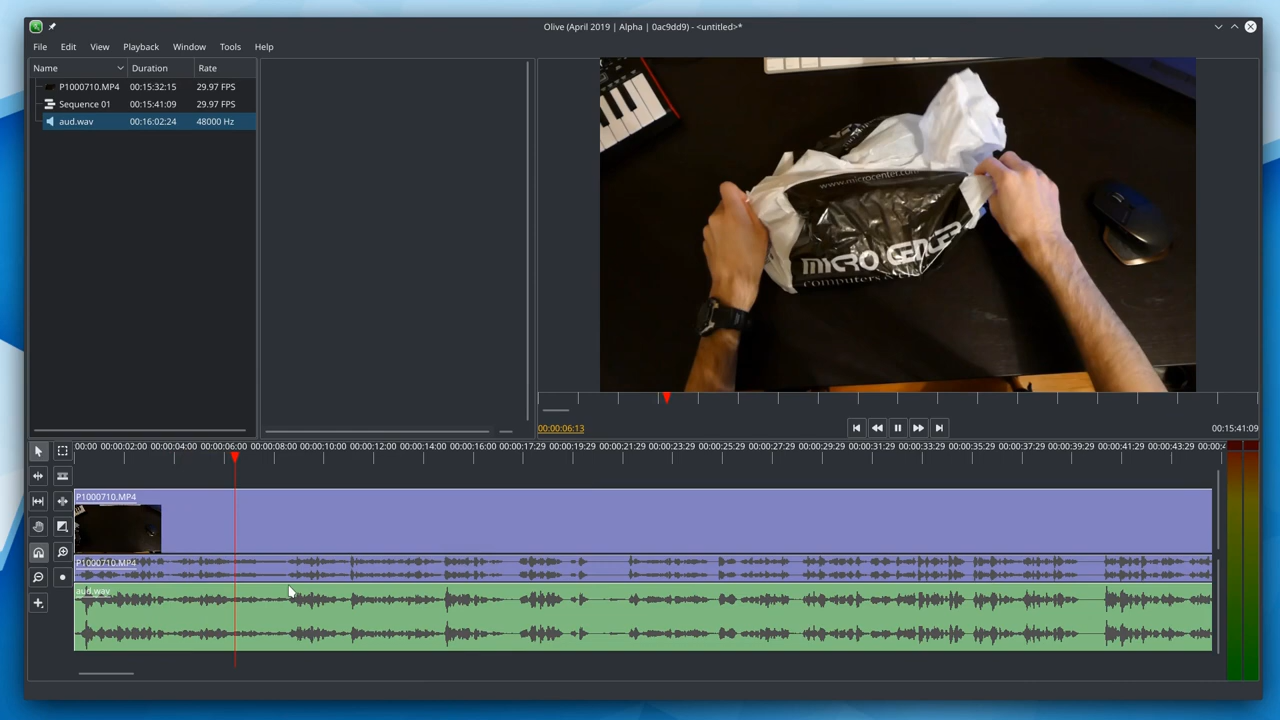 Olive (April 2019 | Alpha | 0ac9dd9) - <untitled>*
File Edit View Playback Window Tools Help
Name Duration Rate
P1000710.MP4 00:15:32:15 29.97 FPS
Sequence 01 00:15:41:09 29.97 FPS
aud.wav 00:16:02:24 48000 Hz
www.microcenter.com
MICRO CENTER
computers &
00:00:06:13
00:15:41:09
00:00 00:00:02:00 00:00:04:00 00:00:06:00 00:00:08:00 00:00:10:00 00:00:12:00 00:00:14:00 00:00:16:00 00:00:17:29 00:00:19:29 00:00:21:29 00:00:23:29 00:00:25:29 00:00:27:29 00:00:29:29 00:00:31:29 00:00:33:29 00:00:35:29 00:00:37:29 00:00:39:29 00:00:41:29 00:00:43:29
P1000710.MP4
P1000710.MP4
aud.wav